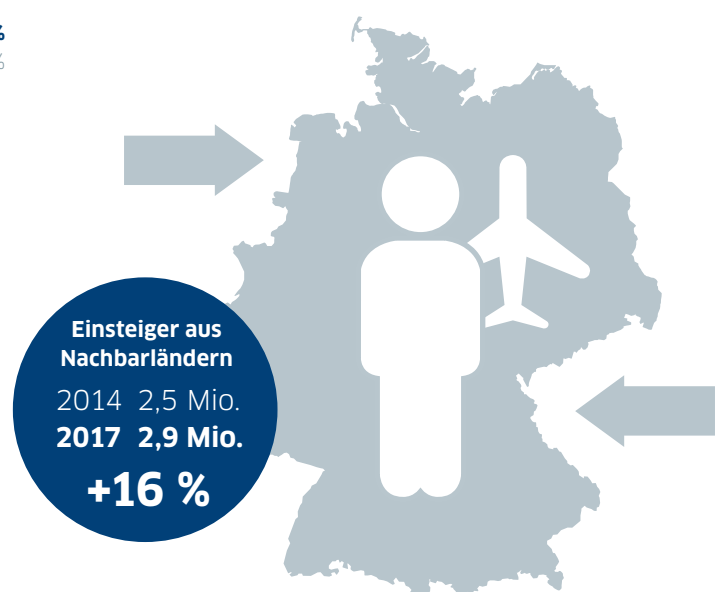 %
%
Einsteiger aus
Nachbarländern
2014 2,5 Mio.
2017 2,9 Mio.
+16 %